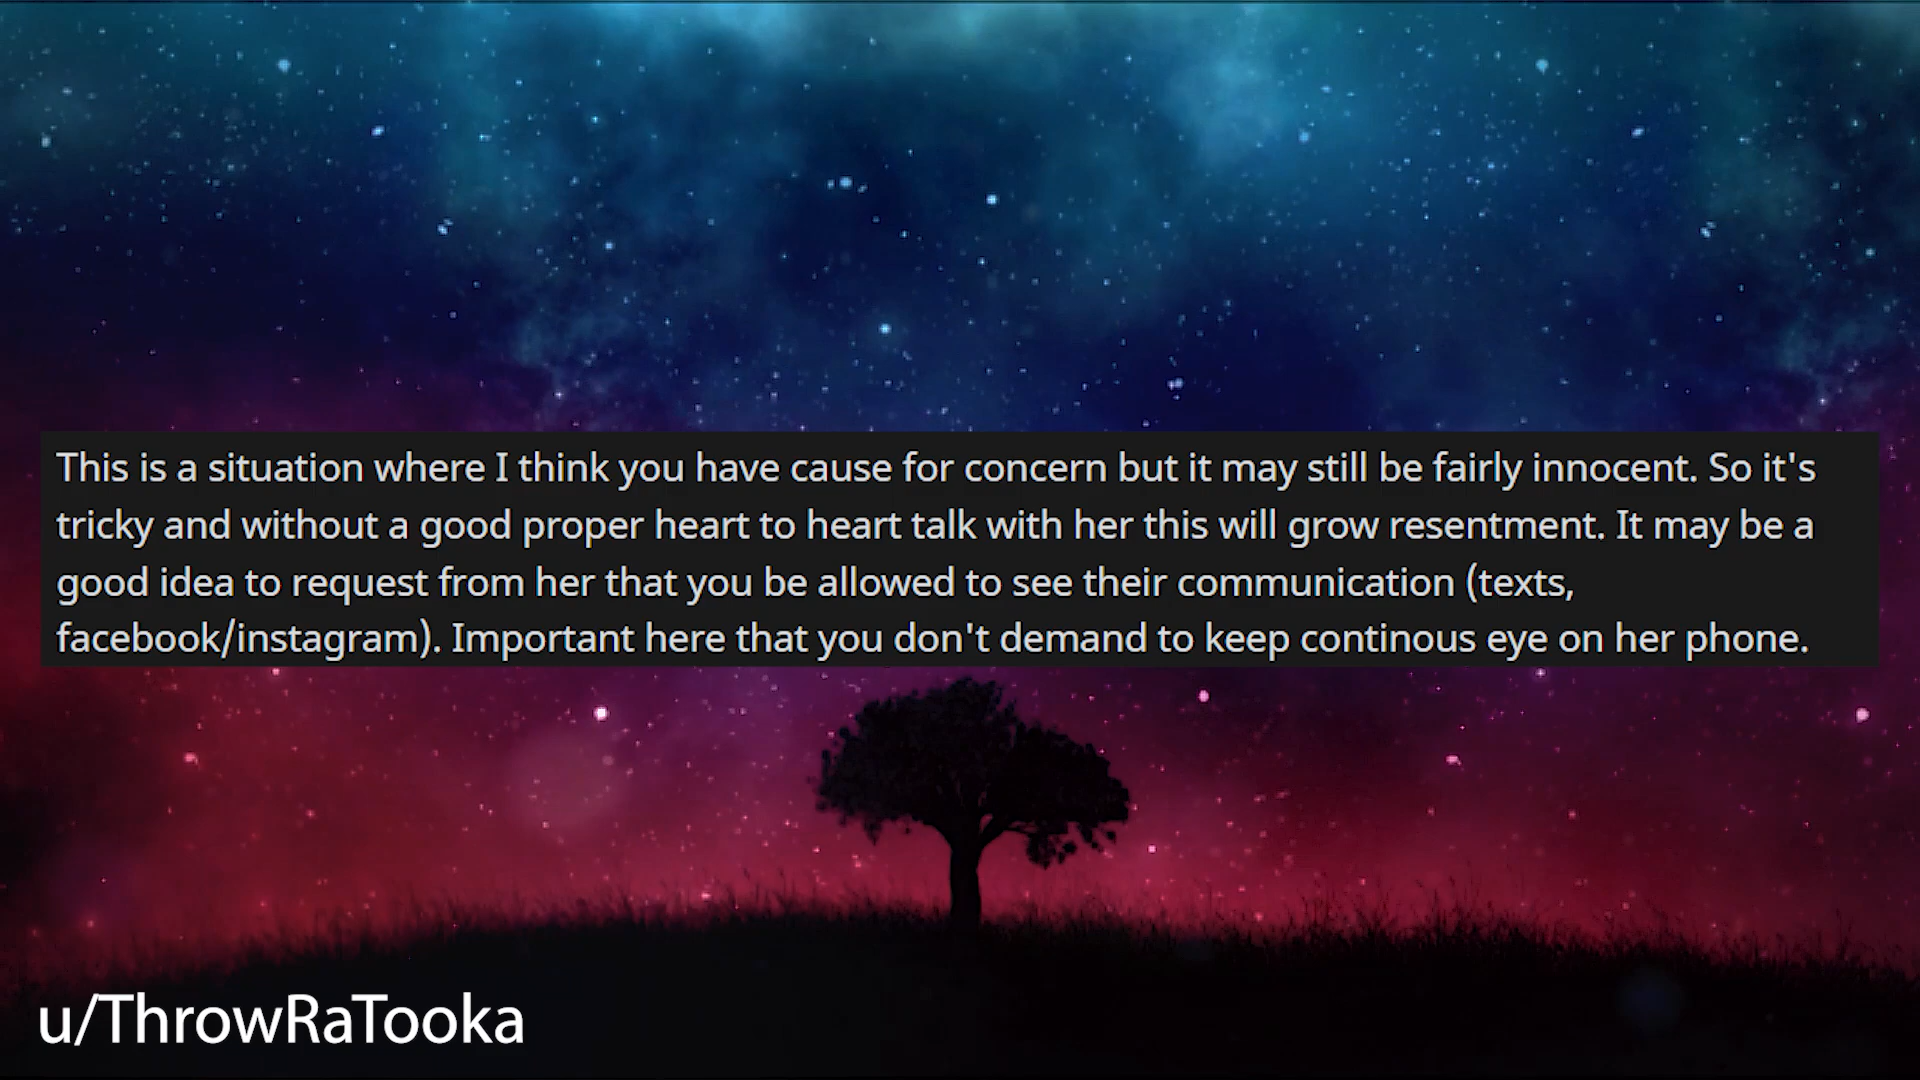 This is a situation where I think you have cause for concern but it may still be fairly innocent. So it's
tricky and without a good proper heart to heart talk with her this will grow resentment. It may be a
good idea to request from her that you be allowed to see their communication (texts,
facebook/instagram). Important here that you don't demand to keep continous eye on her phone.
u/ThrowRaTooka